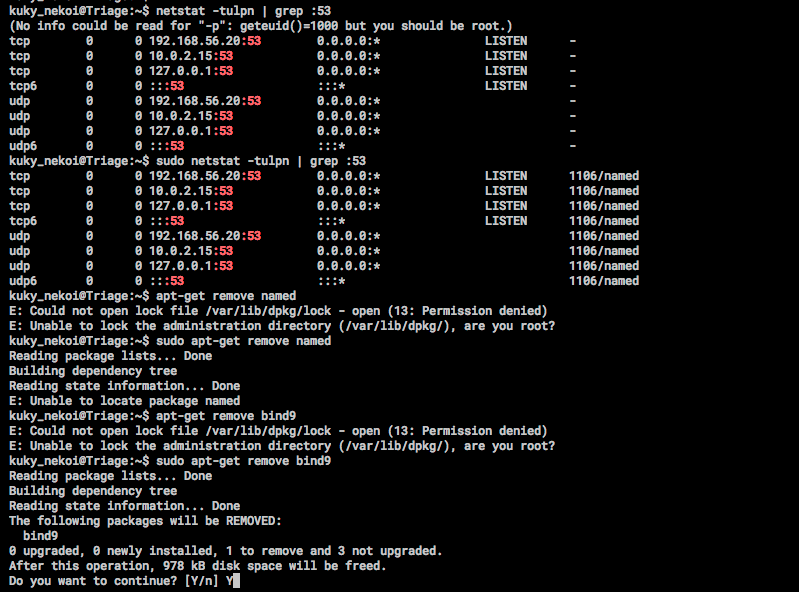 kuky_nekoi@Triage:~$ netstat -tulpn | grep :53
(No info could be read for "-p": geteuid()=1000 but you should be root.)
tcp 0 0 192.168.56.20:53 0.0.0.0:* LISTEN -
tcp 0 0 10.0.2.15:53 0.0.0.0:* LISTEN -
tcp 0 0 127.0.0.1:53 0.0.0.0:* LISTEN -
tcp6 0 0 :::53 :::* LISTEN -
udp 0 0 192.168.56.20:53 0.0.0.0:* -
udp 0 0 10.0.2.15:53 0.0.0.0:* -
udp 0 0 127.0.0.1:53 0.0.0.0:* -
udp6 0 0 :::53 :::* -
kuky_nekoi@Triage:~$ sudo netstat -tulpn | grep :53
tcp 0 0 192.168.56.20:53 0.0.0.0:* LISTEN 1106/named
tcp 0 0 10.0.2.15:53 0.0.0.0:* LISTEN 1106/named
tcp 0 0 127.0.0.1:53 0.0.0.0:* LISTEN 1106/named
tcp6 0 0 :::53 :::* LISTEN 1106/named
udp 0 0 192.168.56.20:53 0.0.0.0:* 1106/named
udp 0 0 10.0.2.15:53 0.0.0.0:* 1106/named
udp 0 0 127.0.0.1:53 0.0.0.0:* 1106/named
udp6 0 0 :::53 :::* 1106/named
kuky_nekoi@Triage:~$ apt-get remove named
E: Could not open lock file /var/lib/dpkg/lock - open (13: Permission denied)
E: Unable to lock the administration directory (/var/lib/dpkg/), are you root?
kuky_nekoi@Triage:~$ sudo apt-get remove named
Reading package lists... Done
Building dependency tree
Reading state information... Done
E: Unable to locate package named
kuky_nekoi@Triage:~$ apt-get remove bind9
E: Could not open lock file /var/lib/dpkg/lock - open (13: Permission denied)
E: Unable to lock the administration directory (/var/lib/dpkg/), are you root?
kuky_nekoi@Triage:~$ sudo apt-get remove bind9
Reading package lists... Done
Building dependency tree
Reading state information... Done
The following packages will be REMOVED:
bind9
0 upgraded, 0 newly installed, 1 to remove and 3 not upgraded.
After this operation, 978 kB disk space will be freed.
Do you want to continue? [Y/n] Y